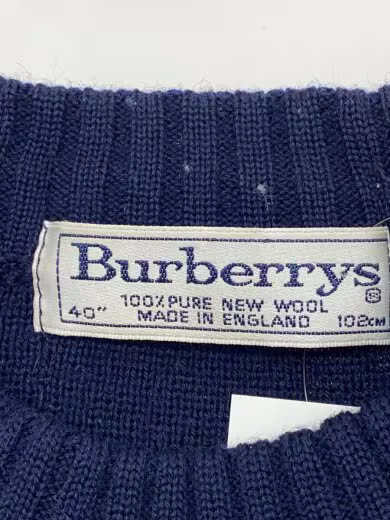 Burberrys®
100% PURE NEW WOOL
40" MADE IN ENGLAND 102CM